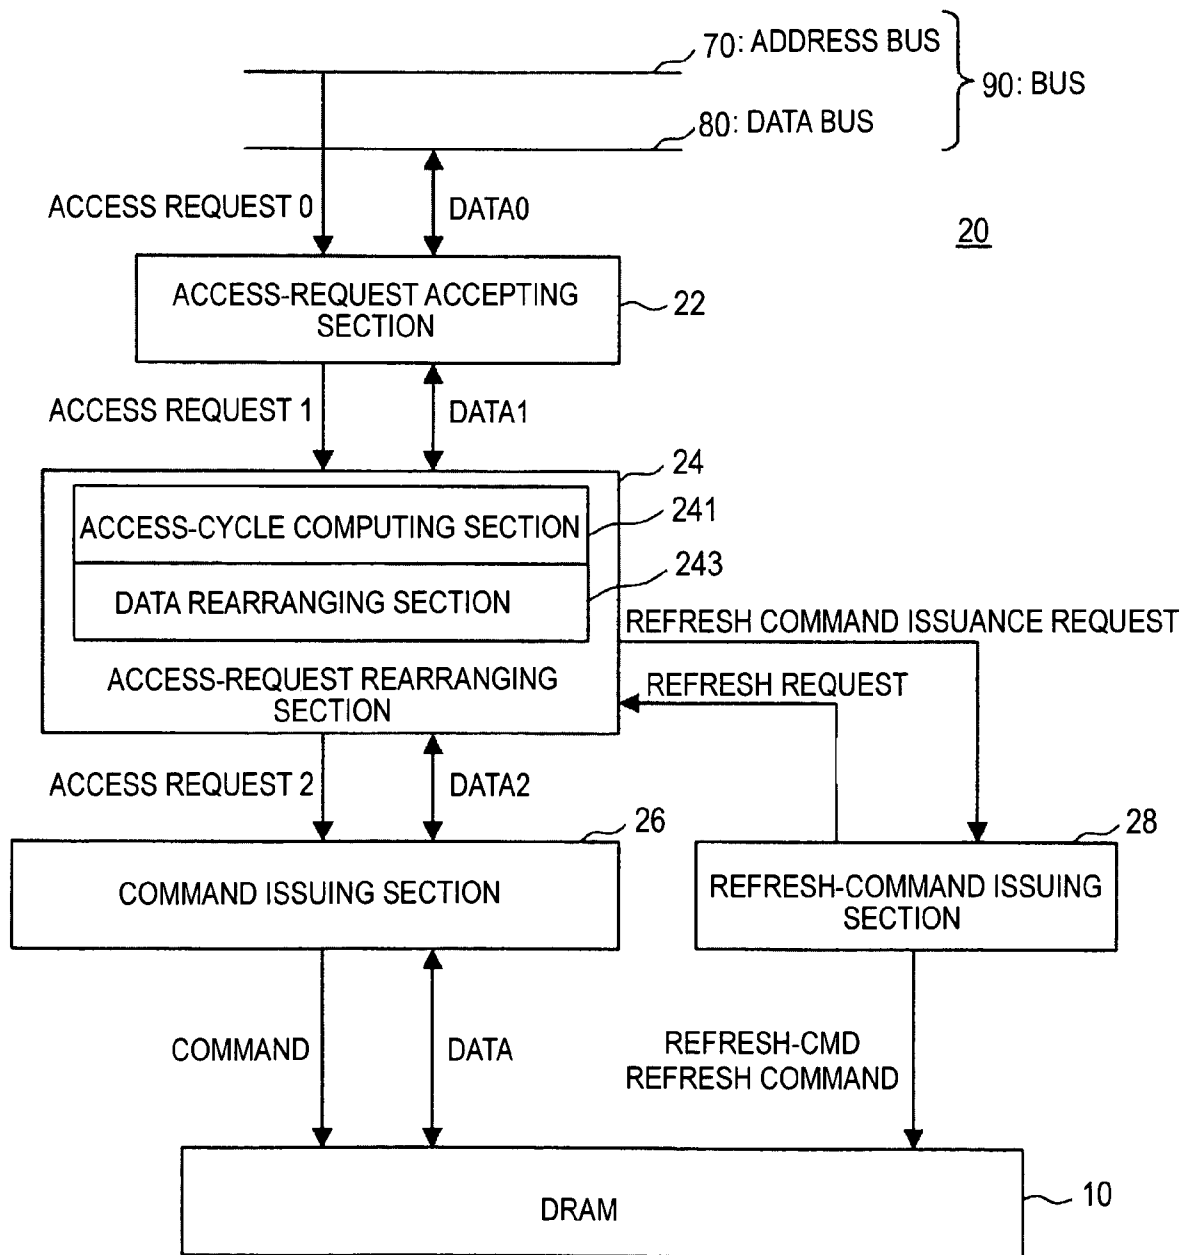 70: ADDRESS BUS
90: BUS
80: DATA BUS
ACCESS REQUEST 0
DATA0
20
ACCESS-REQUEST ACCEPTING
SECTION
22
ACCESS REQUEST 1
DATA1
24
ACCESS-CYCLE COMPUTING SECTION
241
243
DATA REARRANGING SECTION
REFRESH COMMAND ISSUANCE REQUEST
ACCESS-REQUEST REARRANGING
SECTION
REFRESH REQUEST
ACCESS REQUEST 2
DATA2
26
28
COMMAND ISSUING SECTION
REFRESH-COMMAND ISSUING
SECTION
COMMAND
DATA
REFRESH-CMD
REFRESH COMMAND
DRAM
10